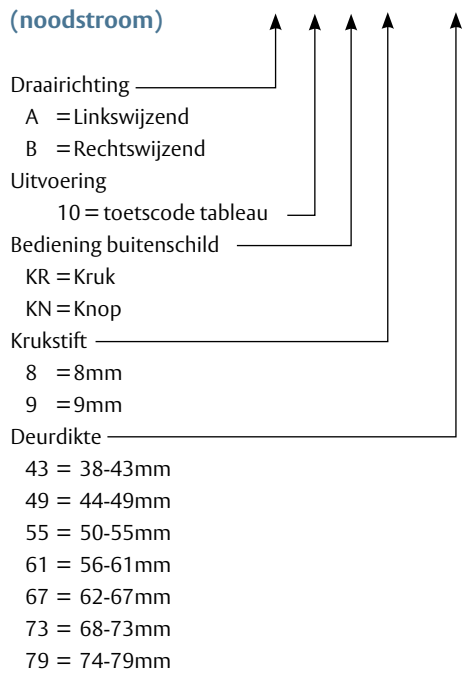 (noodstroom)
Draairichting
A =Linkswijzend
B =Rechtswijzend
Uitvoering
10 = toetscode tableau
Bediening buitenschild
KR = Kruk
KN = Knop
Krukstift
8 =8mm
9 =9mm
Deurdikte
43 = 38-43mm
49 = 44-49mm
55 = 50-55mm
61 = 56-61mm
67 = 62-67mm
73 = 68-73mm
79 = 74-79mm